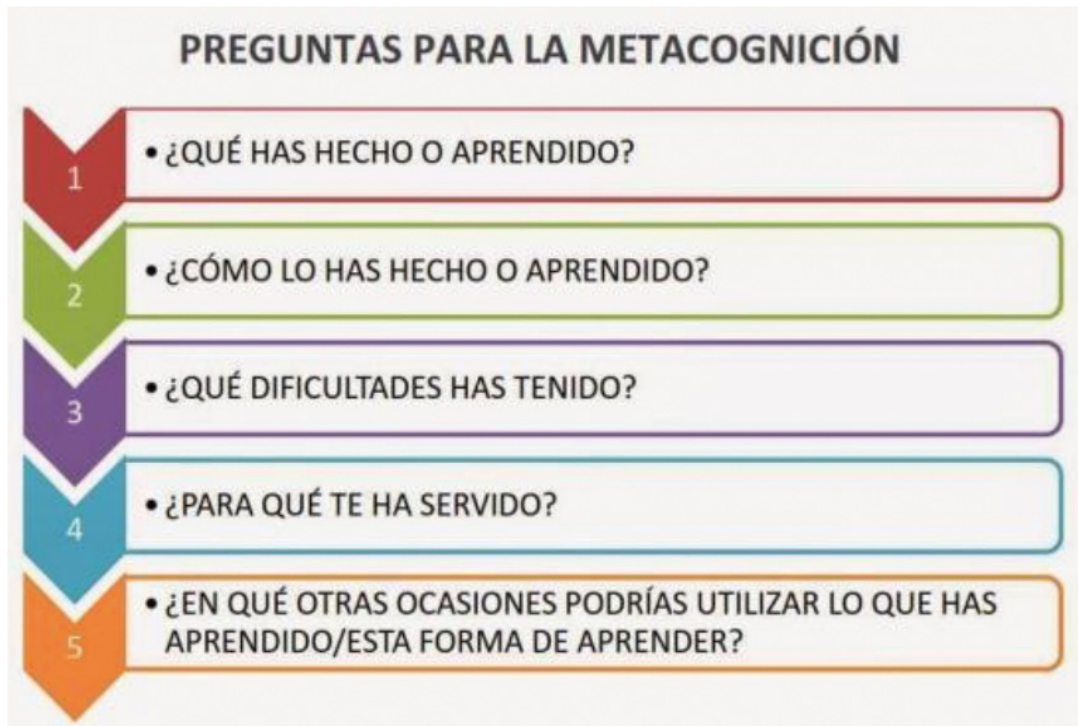 PREGUNTAS PARA LA METACOGNICIÓN
1
• ¿QUÉ HAS HECHO O APRENDIDO?
2
• ¿CÓMO LO HAS HECHO O APRENDIDO?
3
• ¿QUÉ DIFICULTADES HAS TENIDO?
4
• ¿PARA QUÉ TE HA SERVIDO?
5
• ¿EN QUÉ OTRAS OCASIONES PODRÍAS UTILIZAR LO QUE HAS
APRENDIDO/ESTA FORMA DE APRENDER?